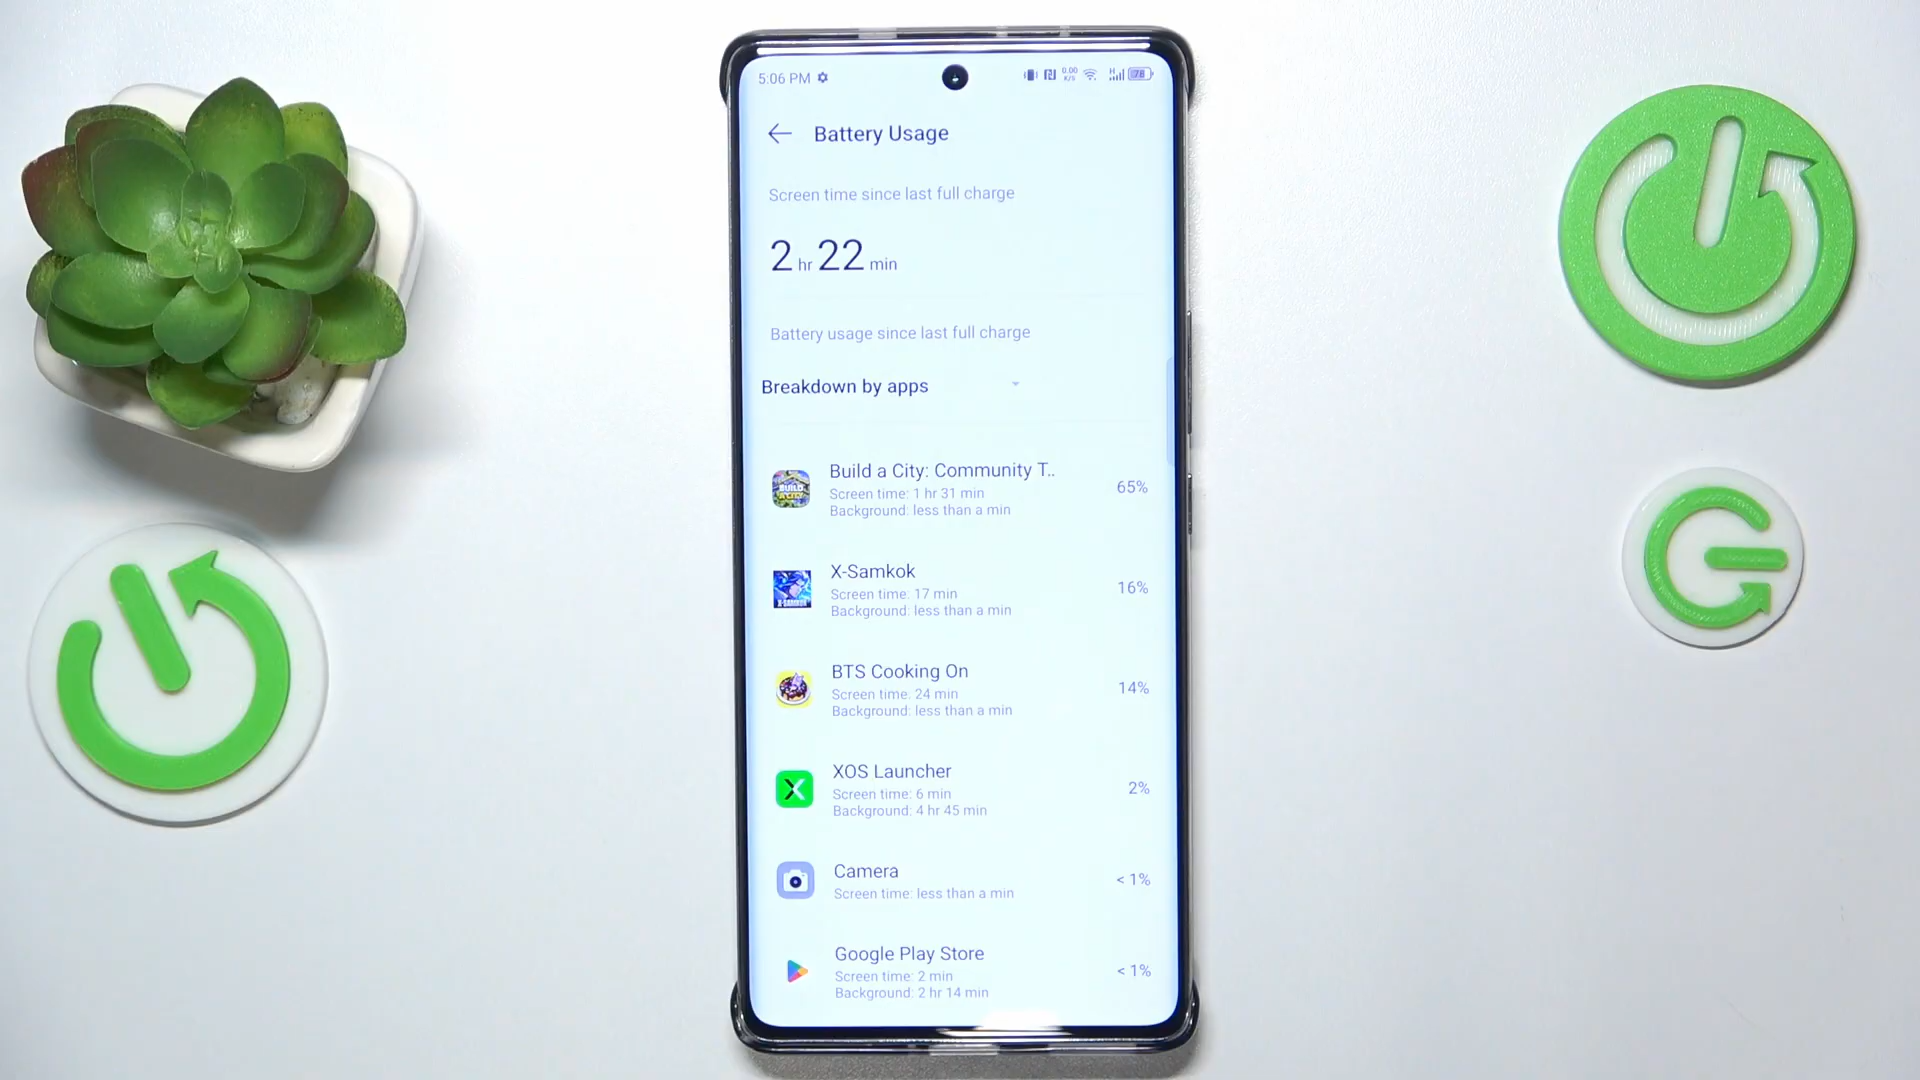 5:06 PM
0.00
K/S
H
78
Battery Usage
Screen time since last full charge
2 hr 22 min
Battery usage since last full charge
Breakdown by apps
Build a City: Community T..
Screen time: 1 hr 31 min
Background: less than a min
65%
X-Samkok
Screen time: 17 min
Background: less than a min
16%
BTS Cooking On
Screen time: 24 min
Background: less than a min
14%
XOS Launcher
Screen time: 6 min
Background: 4 hr 45 min
2%
Camera
Screen time: less than a min
< 1%
Google Play Store
Screen time: 2 min
Background: 2 hr 14 min
< 1%